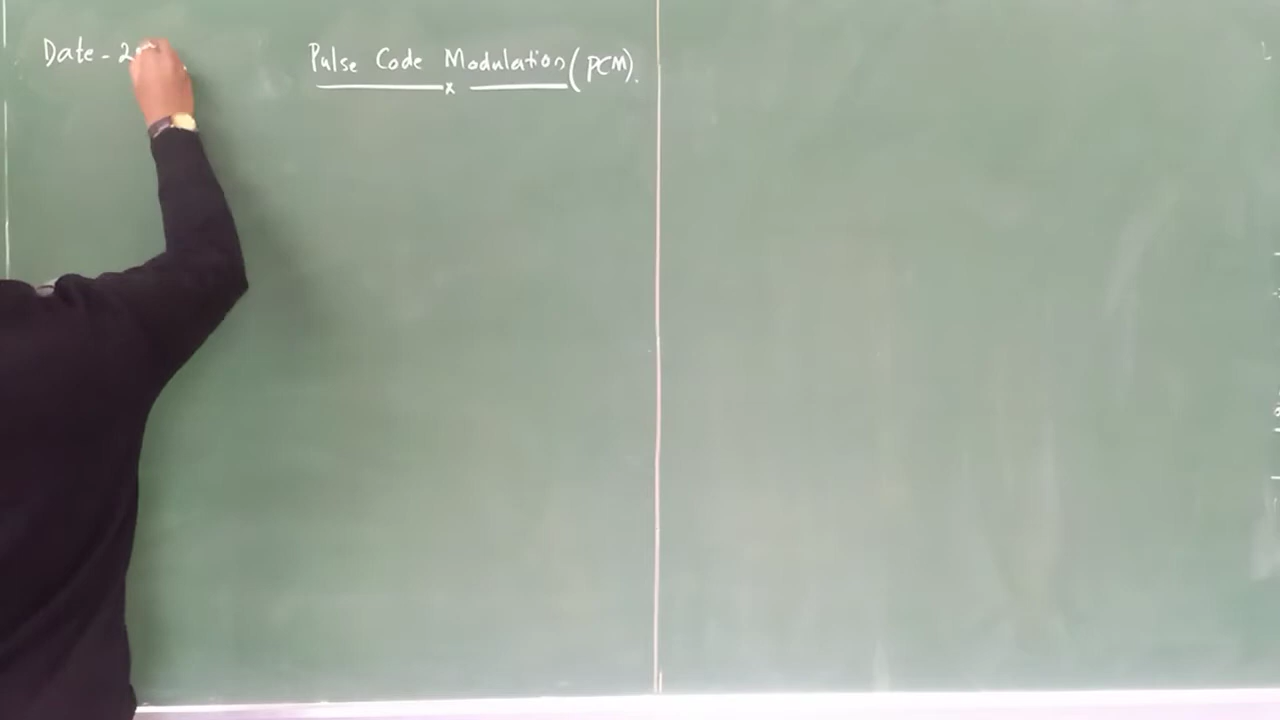 Date - 2
Pulse Code Modulation (PCM).